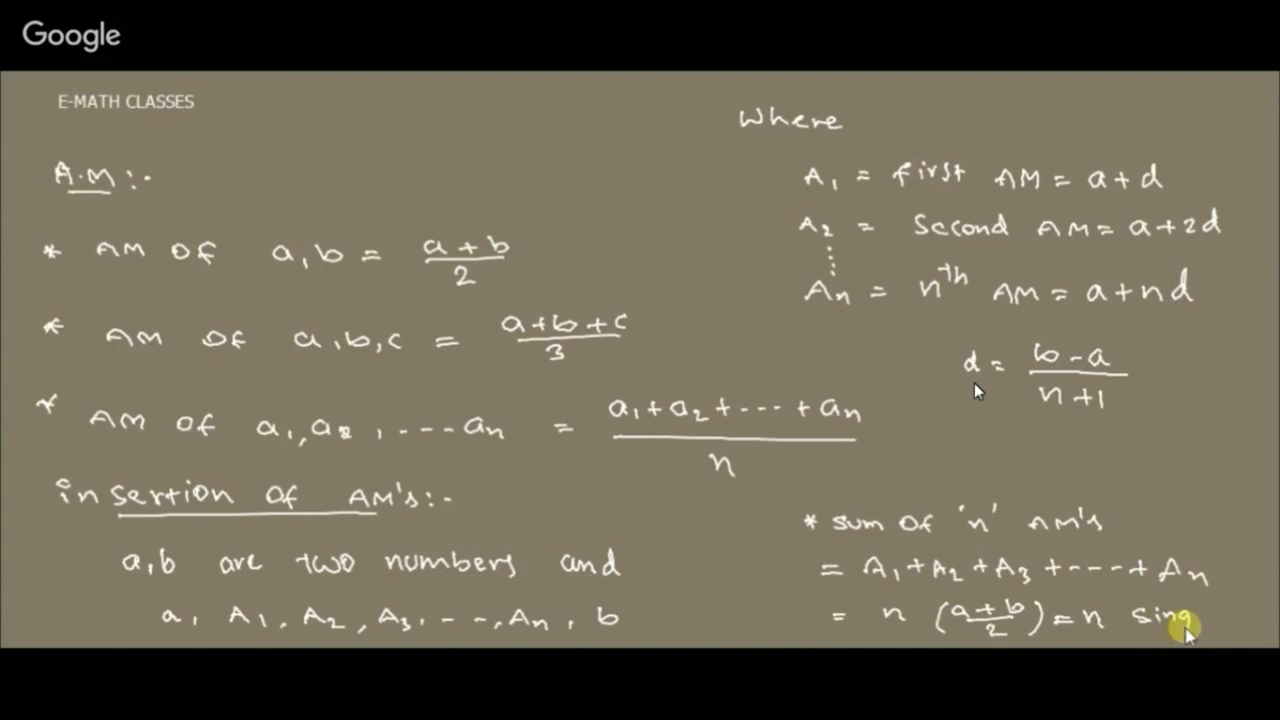 Google
E-MATH CLASSES
A.M:-
* AM of a,b = (a+b)/2
* AM of a,b,c = (a+b+c)/3
* AM of a₁,a₂,----aₙ = (a₁+a₂+---+aₙ)/n
insertion of AM's:-
a,b are two numbers and
a, A₁, A₂, A₃, - -, Aₙ, b
Where
A₁ = first AM = a+d
A₂ = Second AM = a+2d
⋮
Aₙ = nᵗʰ AM = a+nd
d = (b-a)/(n+1)
* sum of 'n' AM's
= A₁+A₂+A₃+----+Aₙ
= n ((a+b)/2) = n sing